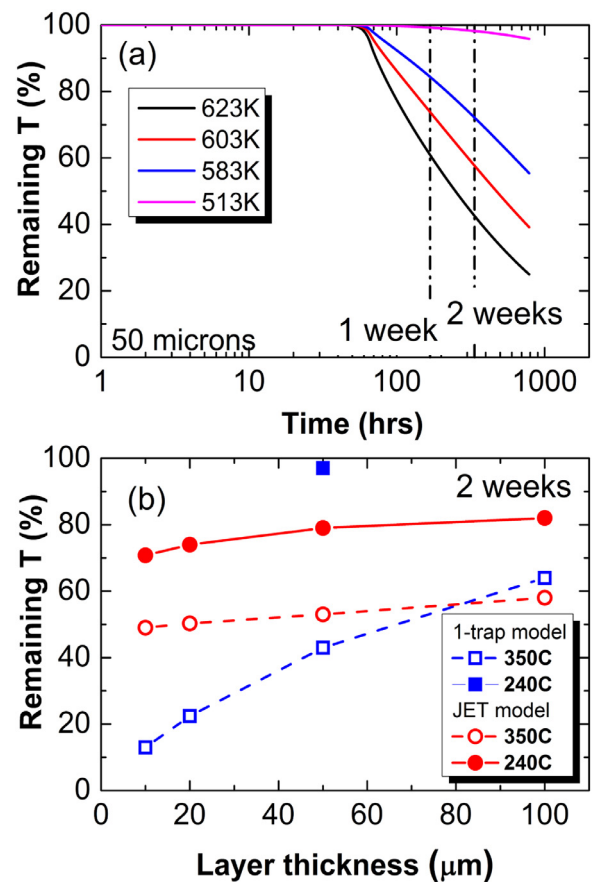 100
80
60
40
20
0
Remaining T (%)
(a)
623K
603K
583K
513K
50 microns
1 week
2 weeks
1 10 100 1000
Time (hrs)
100
80
60
40
20
0
Remaining T (%)
(b)
2 weeks
1-trap model
350C
240C
JET model
350C
240C
0 20 40 60 80 100
Layer thickness (μm)